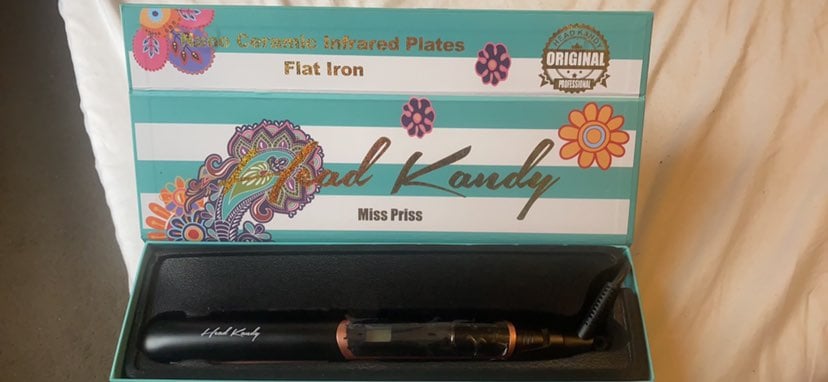 Nano Ceramic Infrared Plates
Flat Iron
HEAD KANDY
ORIGINAL
PROFESSIONAL
Head Kandy
Miss Priss
Head Kandy